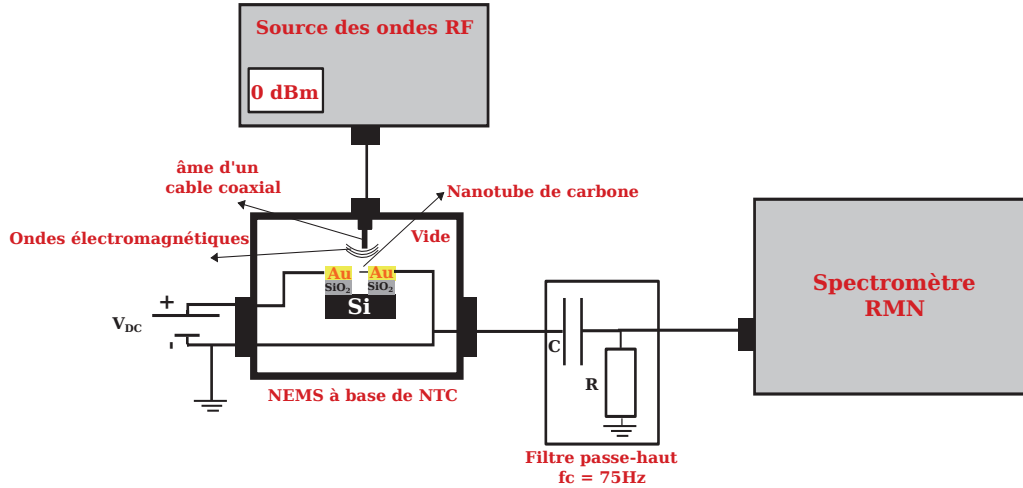 Source des ondes RF
0 dBm
âme d'un
cable coaxial
Nanotube de carbone
Ondes électromagnétiques
Vide
Au
Au
SiO₂
SiO₂
Si
+
V_DC
-
NEMS à base de NTC
C
R
Filtre passe-haut
fc = 75Hz
Spectromètre
RMN